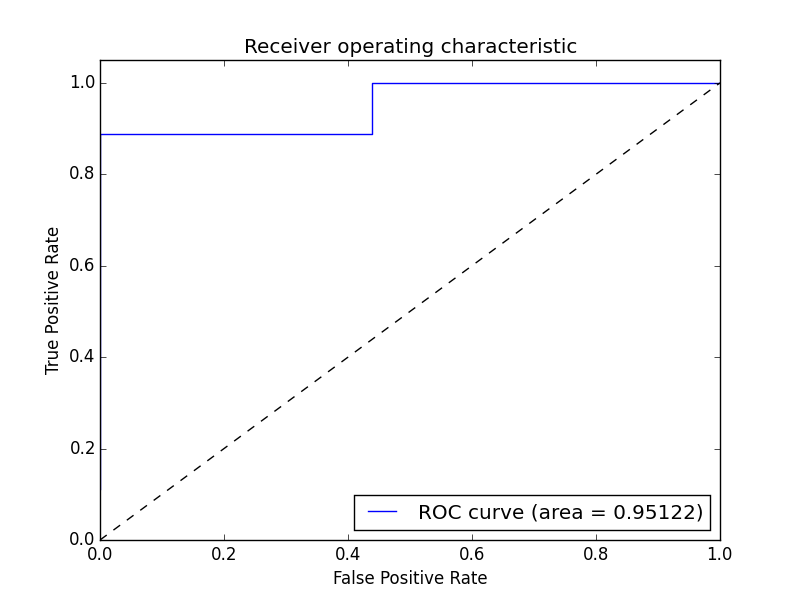 Receiver operating characteristic
1.0
0.8
0.6
0.4
0.2
0.0
True Positive Rate
ROC curve (area = 0.95122)
0.0 0.2 0.4 0.6 0.8 1.0
False Positive Rate